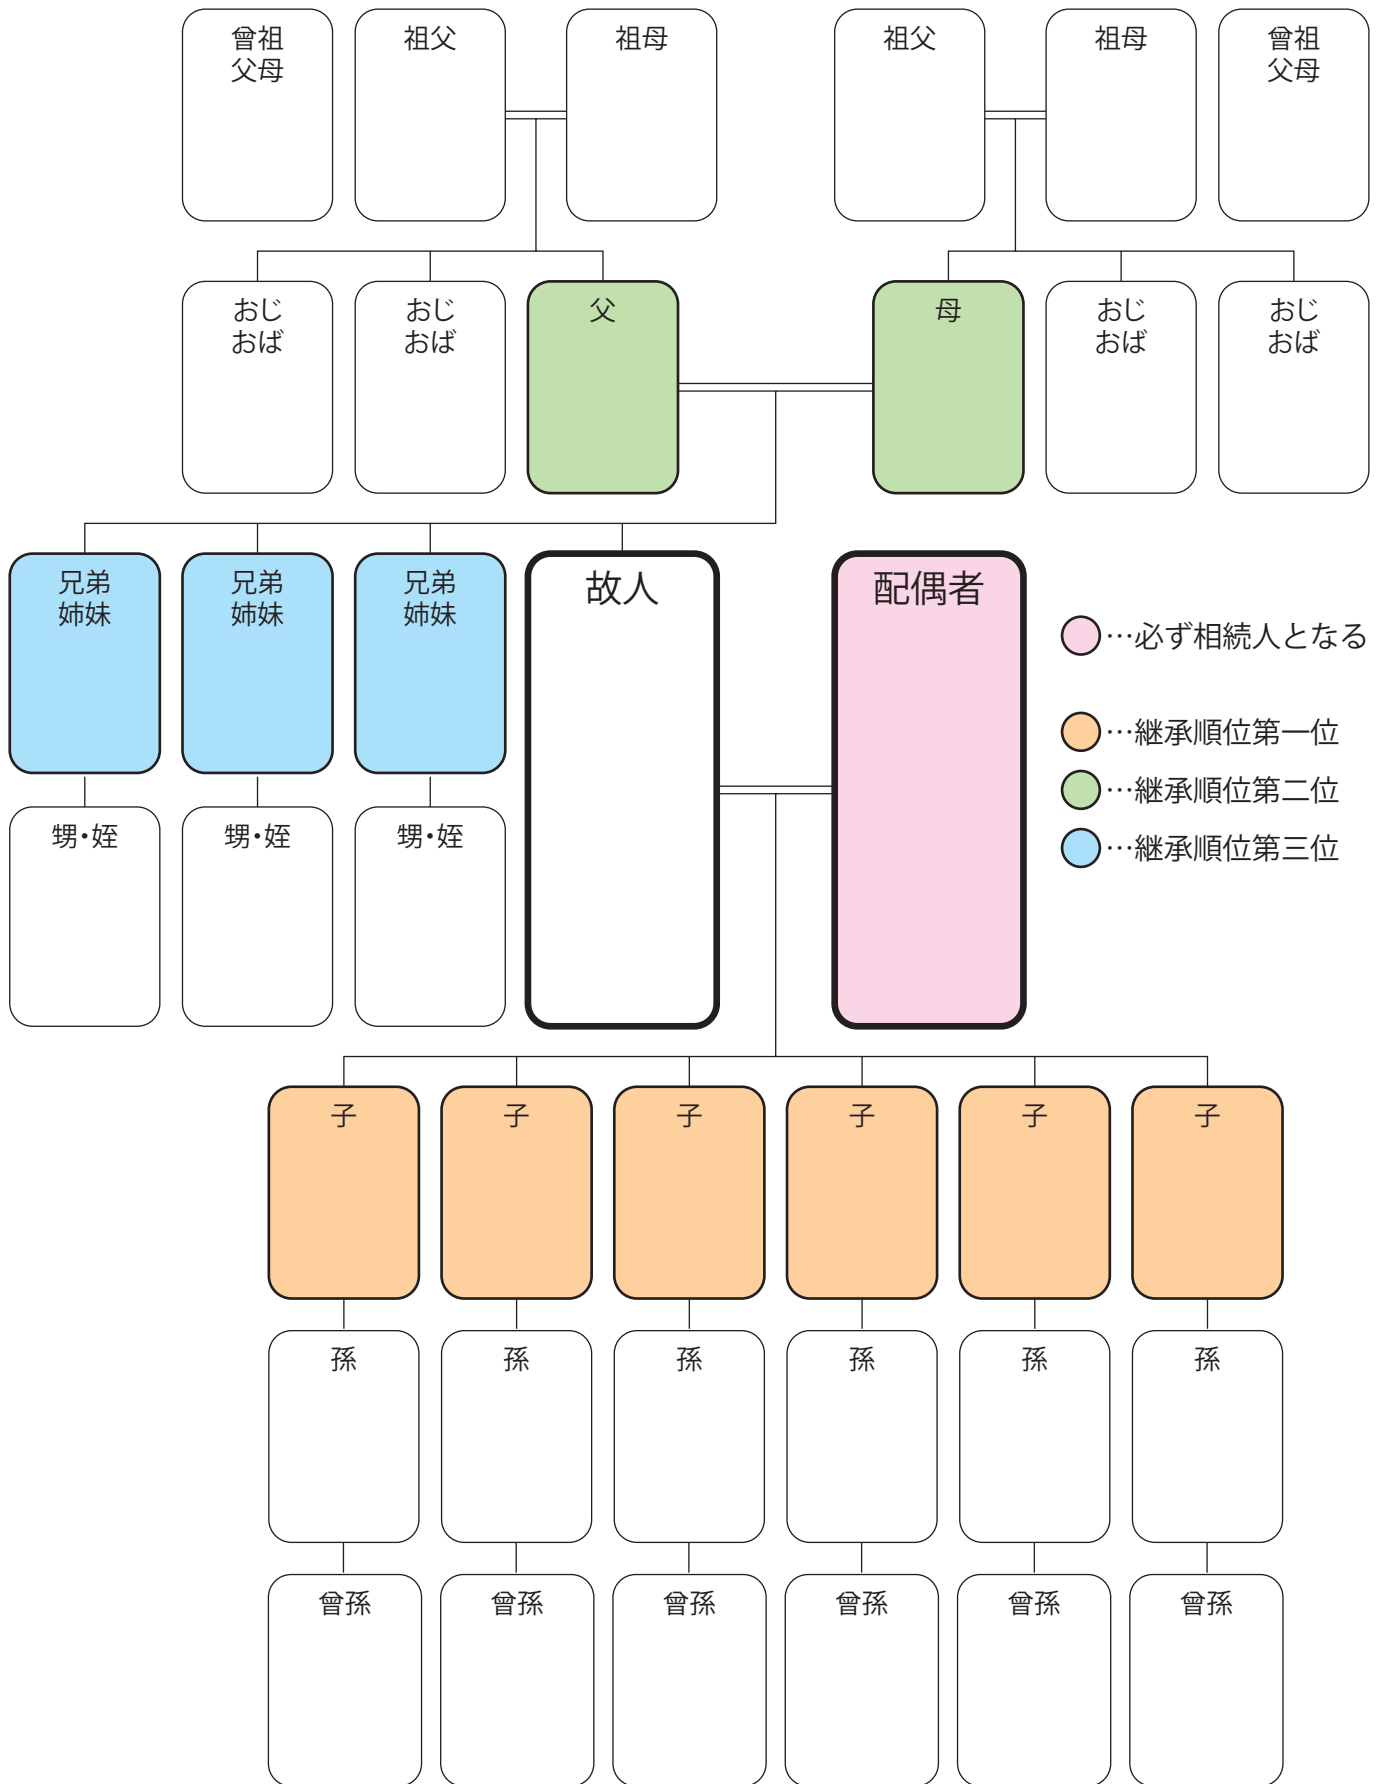 曾祖
父母
祖父
祖母
祖父
祖母
曾祖
父母
おじ
おば
おじ
おば
父
母
おじ
おば
おじ
おば
兄弟
姉妹
兄弟
姉妹
兄弟
姉妹
故人
配偶者
…必ず相続人となる
…継承順位第一位
…継承順位第二位
…継承順位第三位
甥・姪
甥・姪
甥・姪
子
子
子
子
子
子
孫
孫
孫
孫
孫
孫
曾孫
曾孫
曾孫
曾孫
曾孫
曾孫